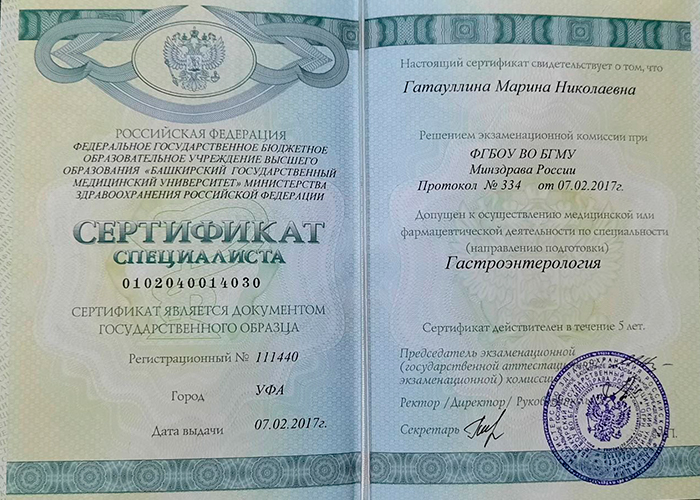 РОССИЙСКАЯ ФЕДЕРАЦИЯ
ФЕДЕРАЛЬНОЕ ГОСУДАРСТВЕННОЕ БЮДЖЕТНОЕ
ОБРАЗОВАТЕЛЬНОЕ УЧРЕЖДЕНИЕ ВЫСШЕГО
ОБРАЗОВАНИЯ «БАШКИРСКИЙ ГОСУДАРСТВЕННЫЙ
МЕДИЦИНСКИЙ УНИВЕРСИТЕТ» МИНИСТЕРСТВА
ЗДРАВООХРАНЕНИЯ РОССИЙСКОЙ ФЕДЕРАЦИИ
СЕРТИФИКАТ
СПЕЦИАЛИСТА
0102040014030
СЕРТИФИКАТ ЯВЛЯЕТСЯ ДОКУМЕНТОМ
ГОСУДАРСТВЕННОГО ОБРАЗЦА
Регистрационный № 111440
Город УФА
Дата выдачи 07.02.2017г.
Настоящий сертификат свидетельствует о том, что
Гатауллина Марина Николаевна
Решением экзаменационной комиссии при
ФГБОУ ВО БГМУ
Минздрава России
Протокол № 334 от 07.02.2017г.
Допущен к осуществлению медицинской или
фармацевтической деятельности по специальности
(направлению подготовки)
Гастроэнтерология
Сертификат действителен в течение 5 лет.
Председатель экзаменационной
(государственной аттестац
экзаменационной) комиссии
Ректор /Директор/ Руков
Секретарь